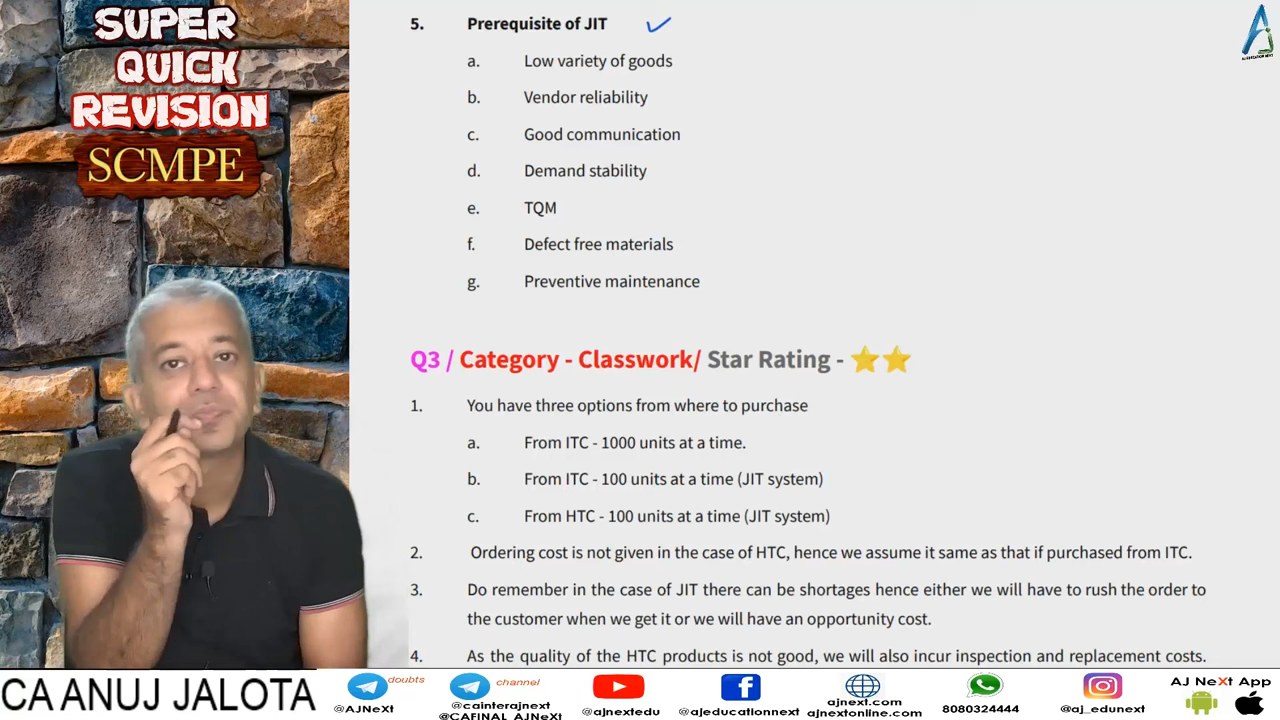 SUPER
QUICK
REVISION
SCMPE
5. Prerequisite of JIT
a. Low variety of goods
b. Vendor reliability
c. Good communication
d. Demand stability
e. TQM
f. Defect free materials
g. Preventive maintenance
Q3 / Category - Classwork/ Star Rating - ⭐⭐
1. You have three options from where to purchase
a. From ITC - 1000 units at a time.
b. From ITC - 100 units at a time (JIT system)
c. From HTC - 100 units at a time (JIT system)
2. Ordering cost is not given in the case of HTC, hence we assume it same as that if purchased from ITC.
3. Do remember in the case of JIT there can be shortages hence either we will have to rush the order to
the customer when we get it or we will have an opportunity cost.
4. As the quality of the HTC products is not good, we will also incur inspection and replacement costs.
CA ANUJ JALOTA
doubts
@AJNeXt
channel
@cainterajnext
@CAFINAL_AJNeXt
@ajnextedu
@ajeducationnext
ajnext.com
ajnextonline.com
8080324444
@aj_edunext
AJ NeXt App